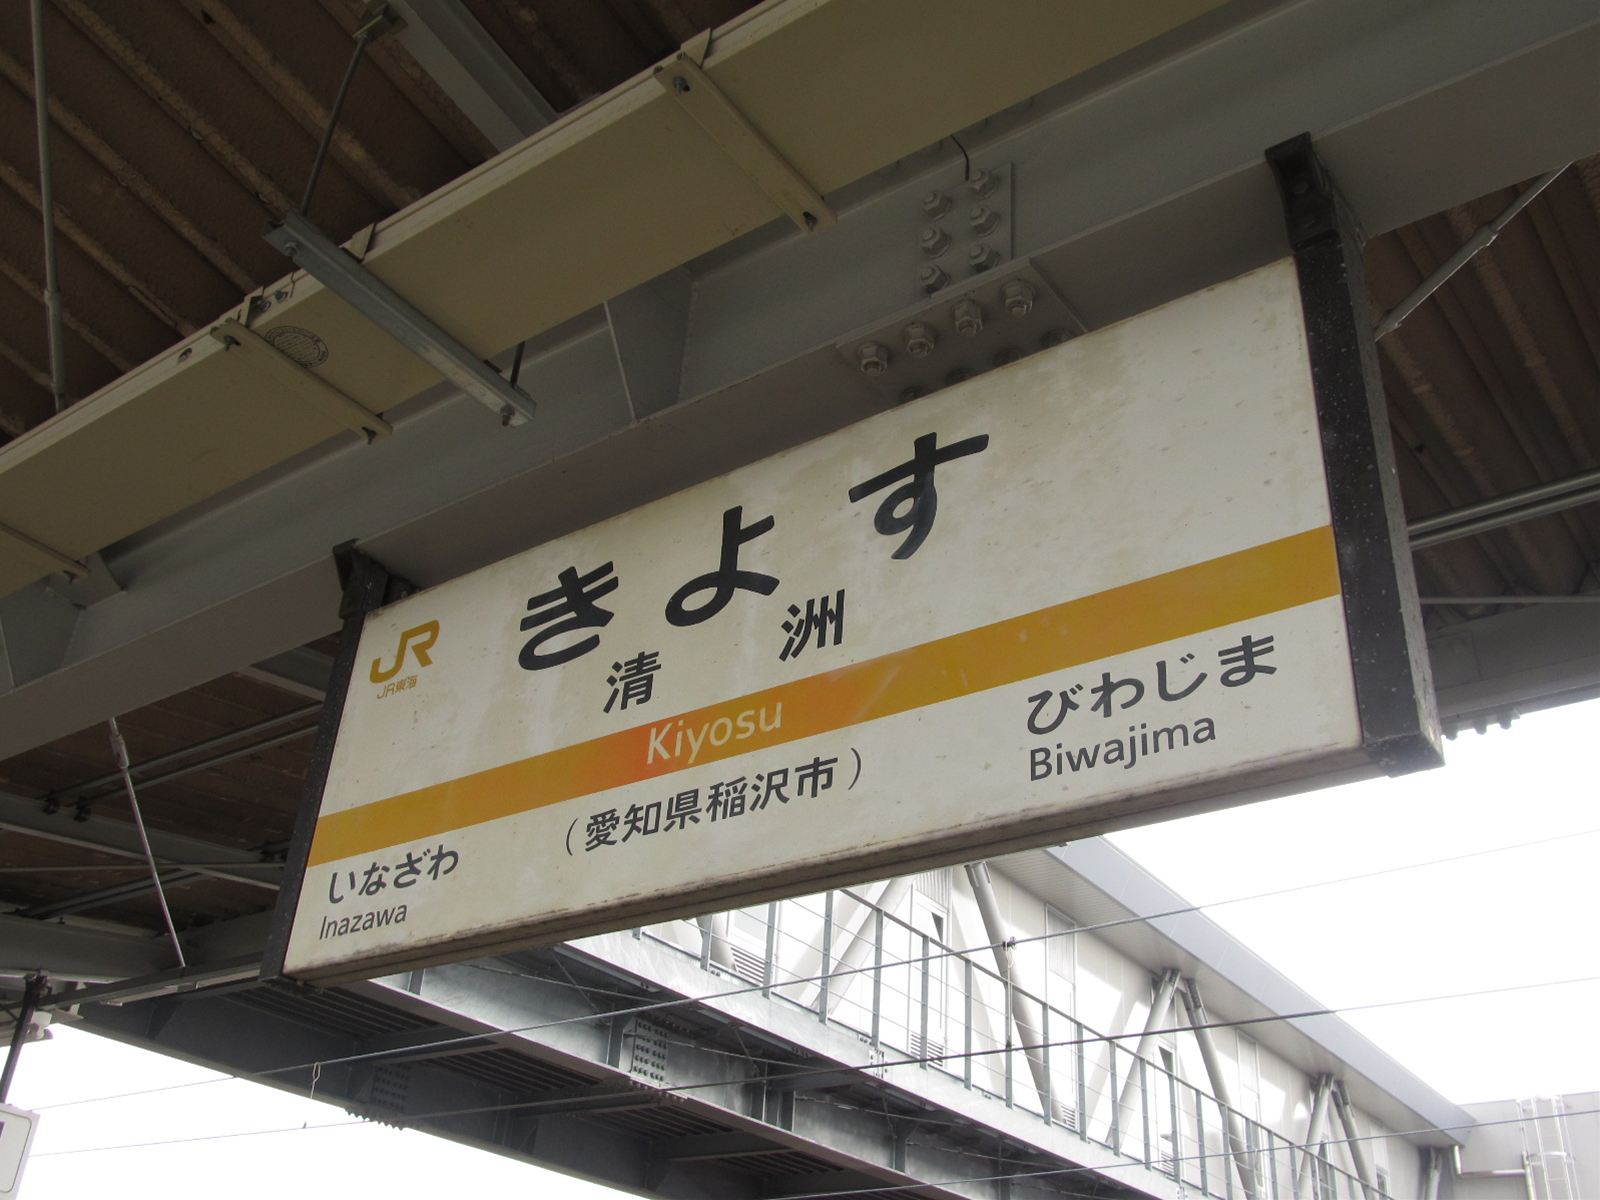 JR
JR東海
きよす
清洲
Kiyosu
(愛知県稲沢市)
いなざわ
Inazawa
びわじま
Biwajima